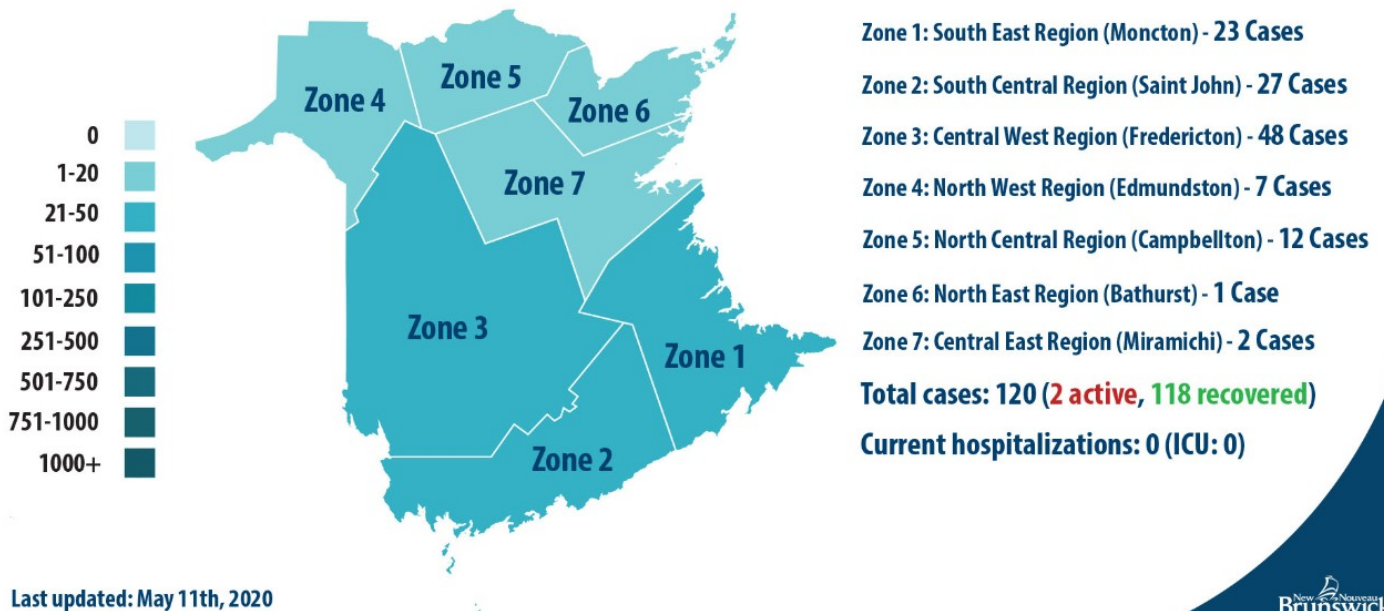 Zone 1: South East Region (Moncton) - 23 Cases
Zone 2: South Central Region (Saint John) - 27 Cases
Zone 3: Central West Region (Fredericton) - 48 Cases
Zone 4: North West Region (Edmundston) - 7 Cases
Zone 5: North Central Region (Campbellton) - 12 Cases
Zone 6: North East Region (Bathurst) - 1 Case
Zone 7: Central East Region (Miramichi) - 2 Cases
Total cases: 120 (2 active, 118 recovered)
Current hospitalizations: 0 (ICU: 0)
0
1-20
21-50
51-100
101-250
251-500
501-750
751-1000
1000+
Zone 4
Zone 5
Zone 6
Zone 7
Zone 3
Zone 1
Zone 2
Last updated: May 11th, 2020
New Nouveau
Brunswick